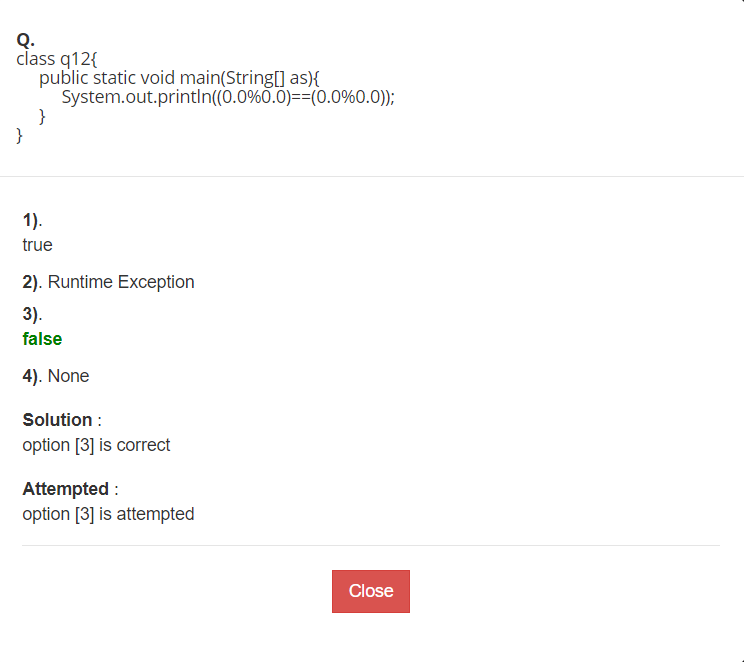 Q.
class q12{
public static void main(String[] as){
System.out.println((0.0%0.0)==(0.0%0.0));
}
}
1).
true
2). Runtime Exception
3).
false
4). None
Solution :
option [3] is correct
Attempted :
option [3] is attempted
Close